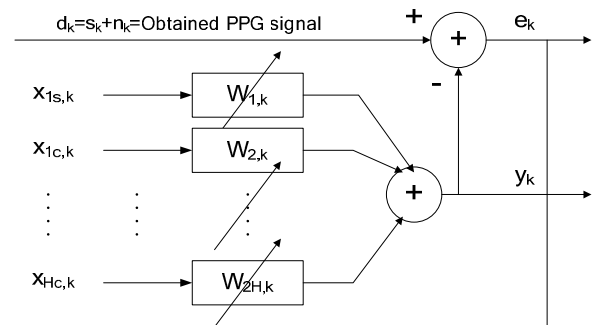 dₖ=sₖ+nₖ=Obtained PPG signal
+
+
eₖ
-
x₁ₛ,ₖ
W₁,ₖ
x₁c,ₖ
W₂,ₖ
+
yₖ
xHc,ₖ
W₂H,ₖ